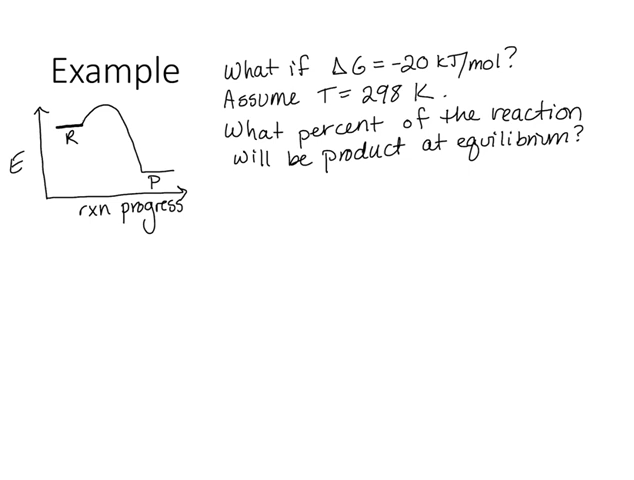 Example
What if ΔG = -20 kJ/mol?
Assume T = 298 K.
What percent of the reaction
will be product at equilibrium?
R
E
P
rxn progress